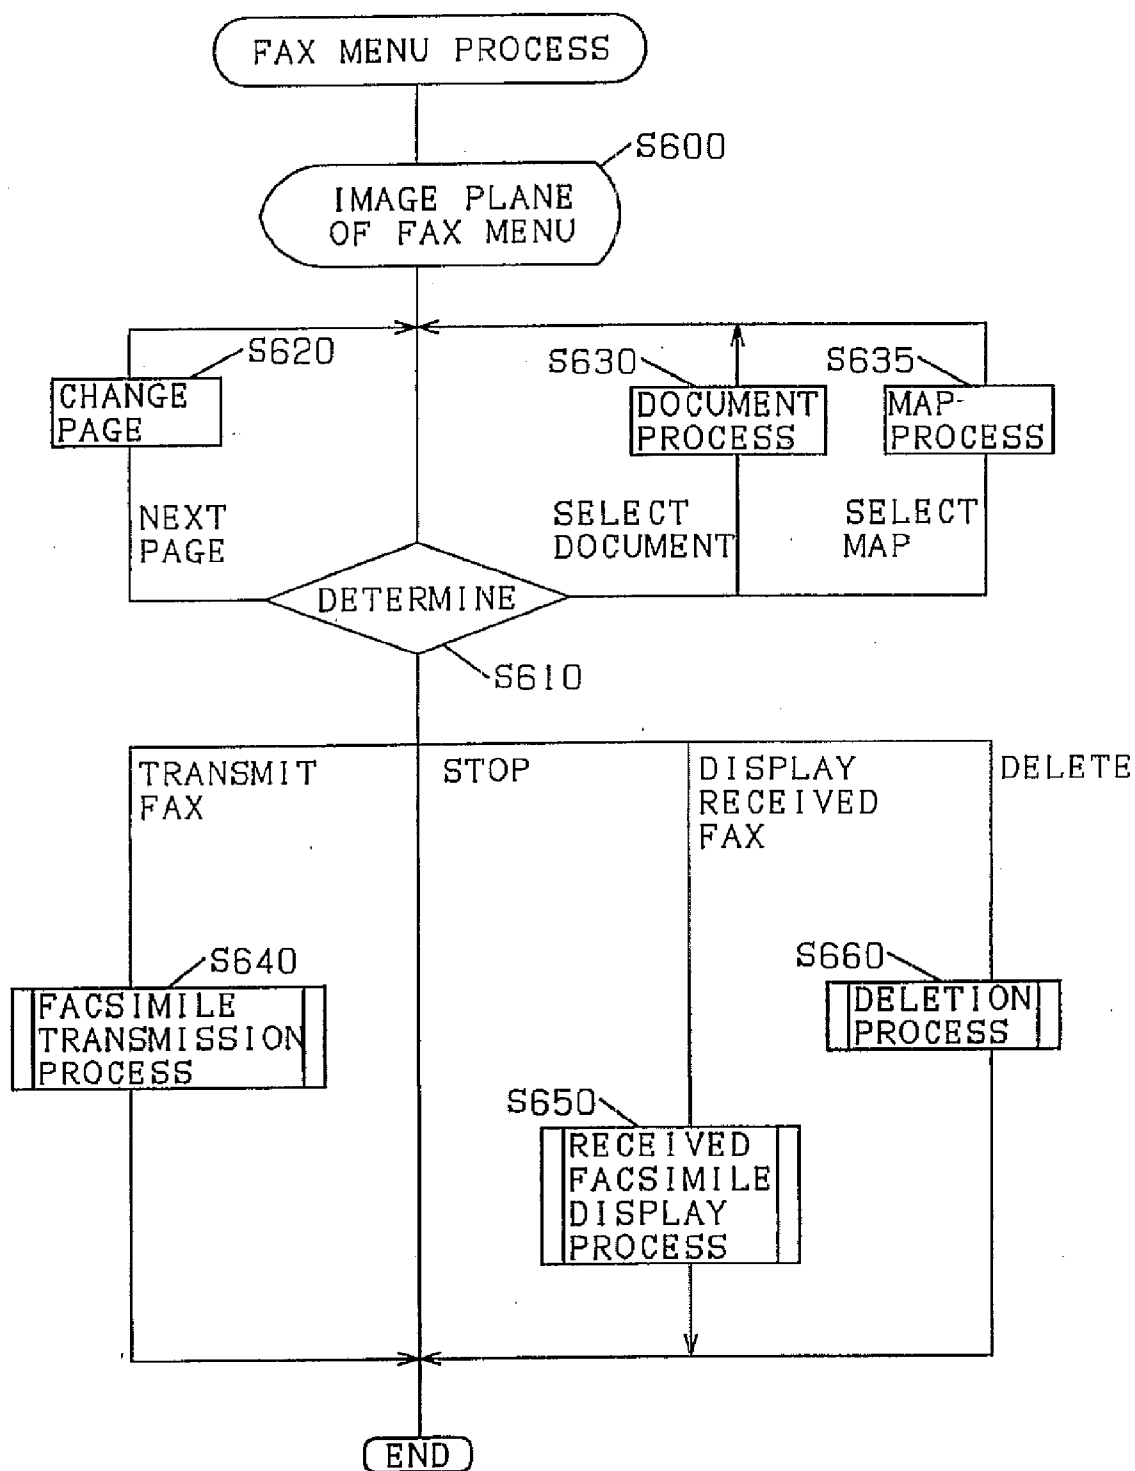 FAX MENU PROCESS
S600
IMAGE PLANE
OF FAX MENU
S620
CHANGE
PAGE
S630
DOCUMENT
PROCESS
S635
MAP-
PROCESS
NEXT
PAGE
SELECT
DOCUMENT
SELECT
MAP
DETERMINE
S610
TRANSMIT
FAX
STOP
DISPLAY
RECEIVED
FAX
DELETE
S640
FACSIMILE
TRANSMISSION
PROCESS
S660
DELETION
PROCESS
S650
RECEIVED
FACSIMILE
DISPLAY
PROCESS
END